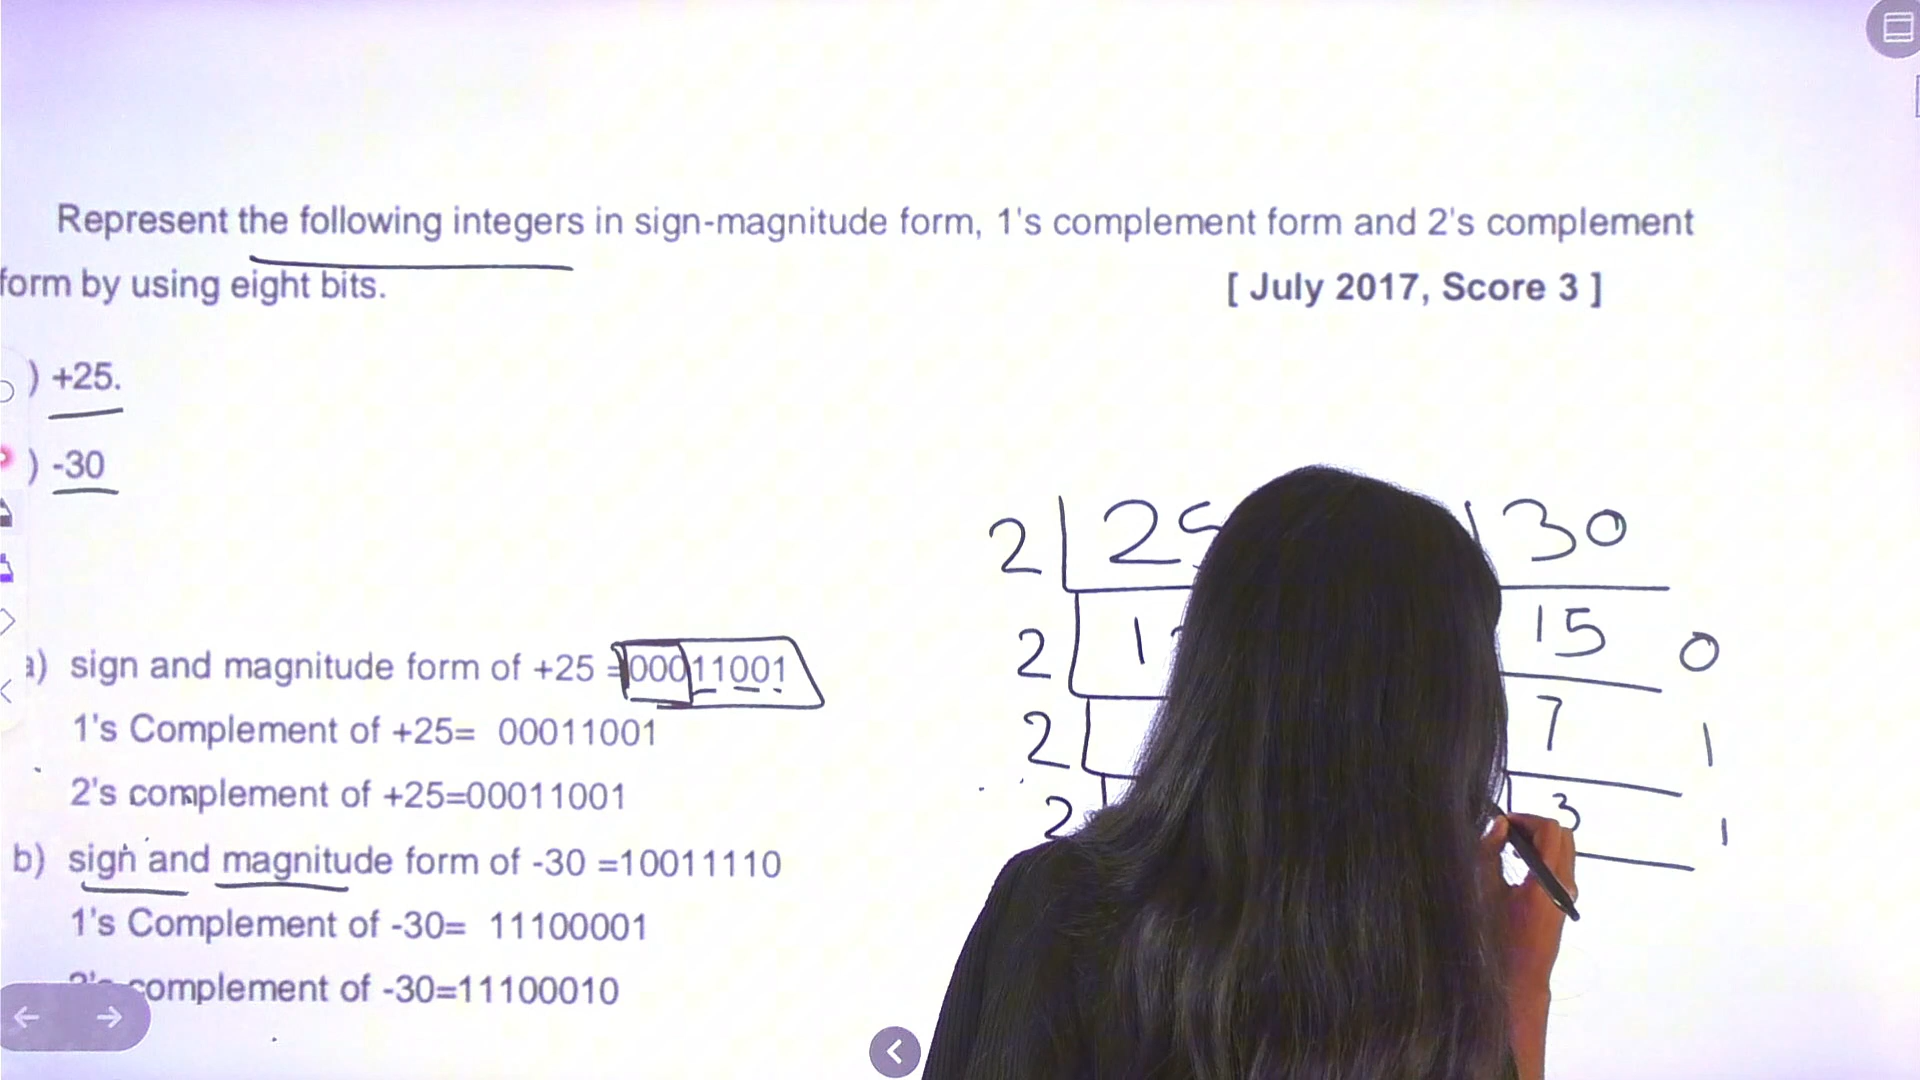 Represent the following integers in sign-magnitude form, 1's complement form and 2's complement
form by using eight bits. [ July 2017, Score 3 ]
) +25.
) -30
2 30
2 15 0
2 7 1
2 3 1
a) sign and magnitude form of +25 =00011001
1's Complement of +25= 00011001
2's complement of +25=00011001
b) sign and magnitude form of -30 =10011110
1's Complement of -30= 11100001
complement of -30=11100010